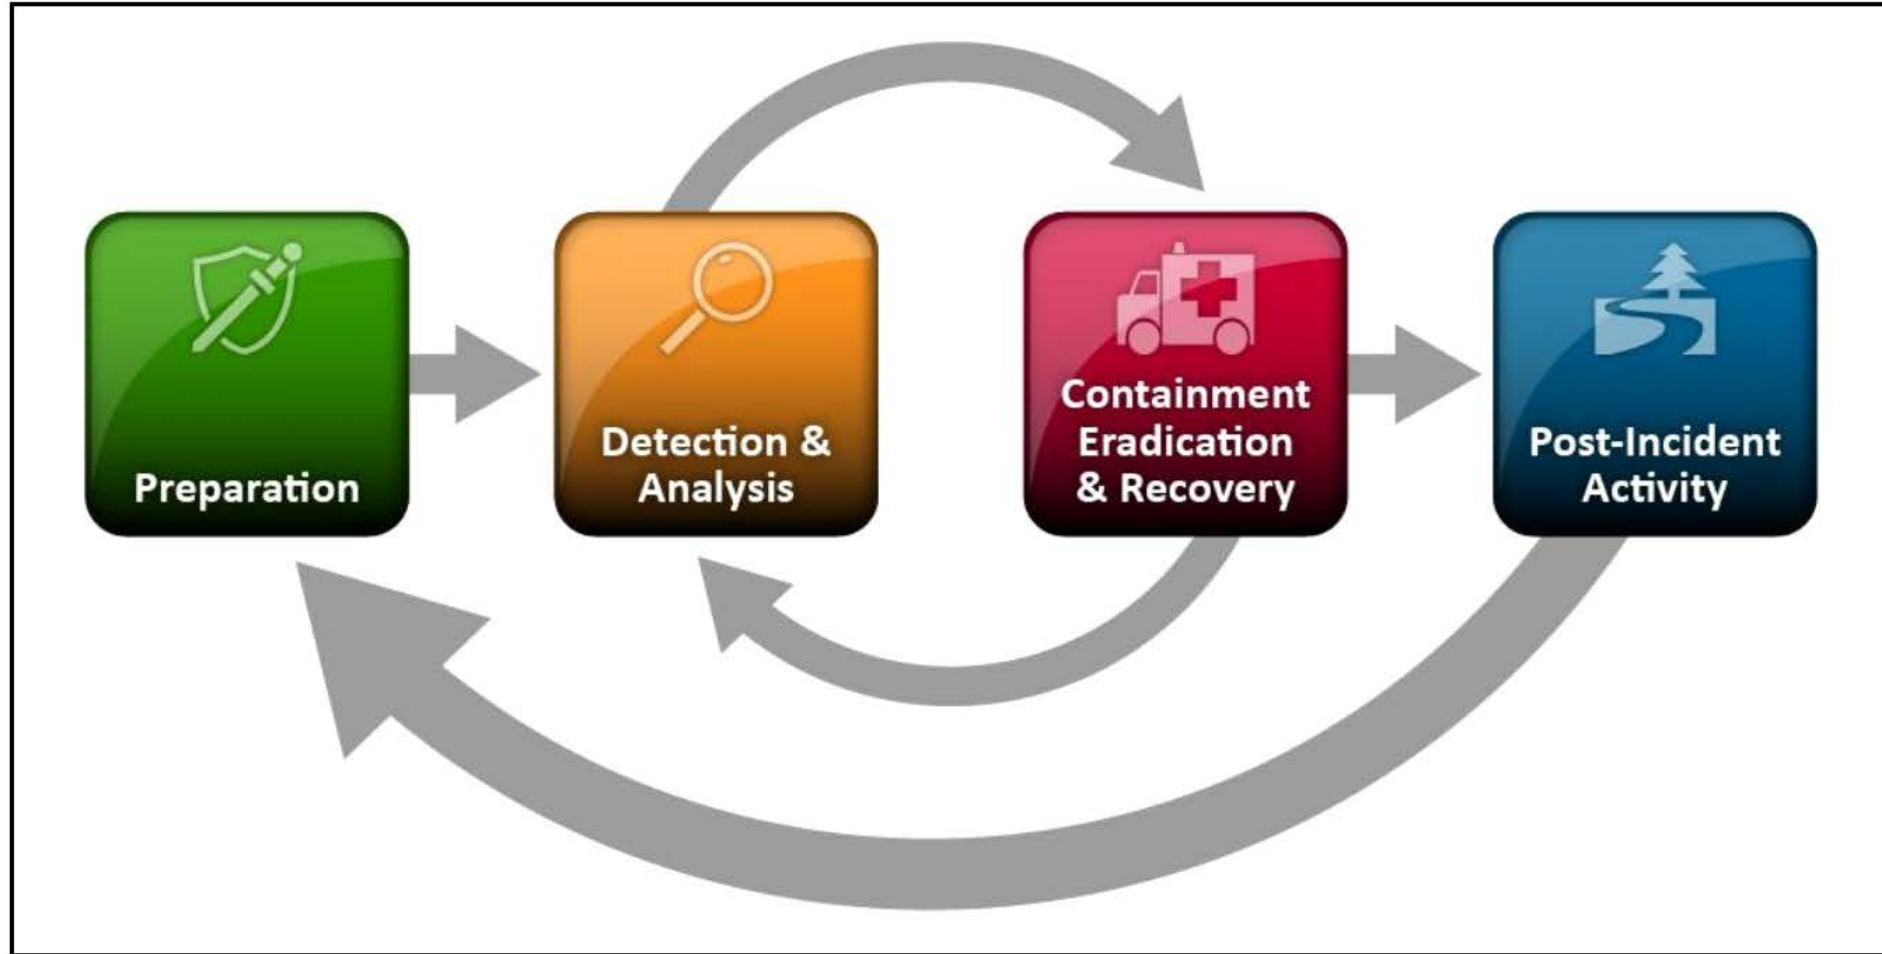 Preparation
Detection &
Analysis
Containment
Eradication
& Recovery
Post-Incident
Activity